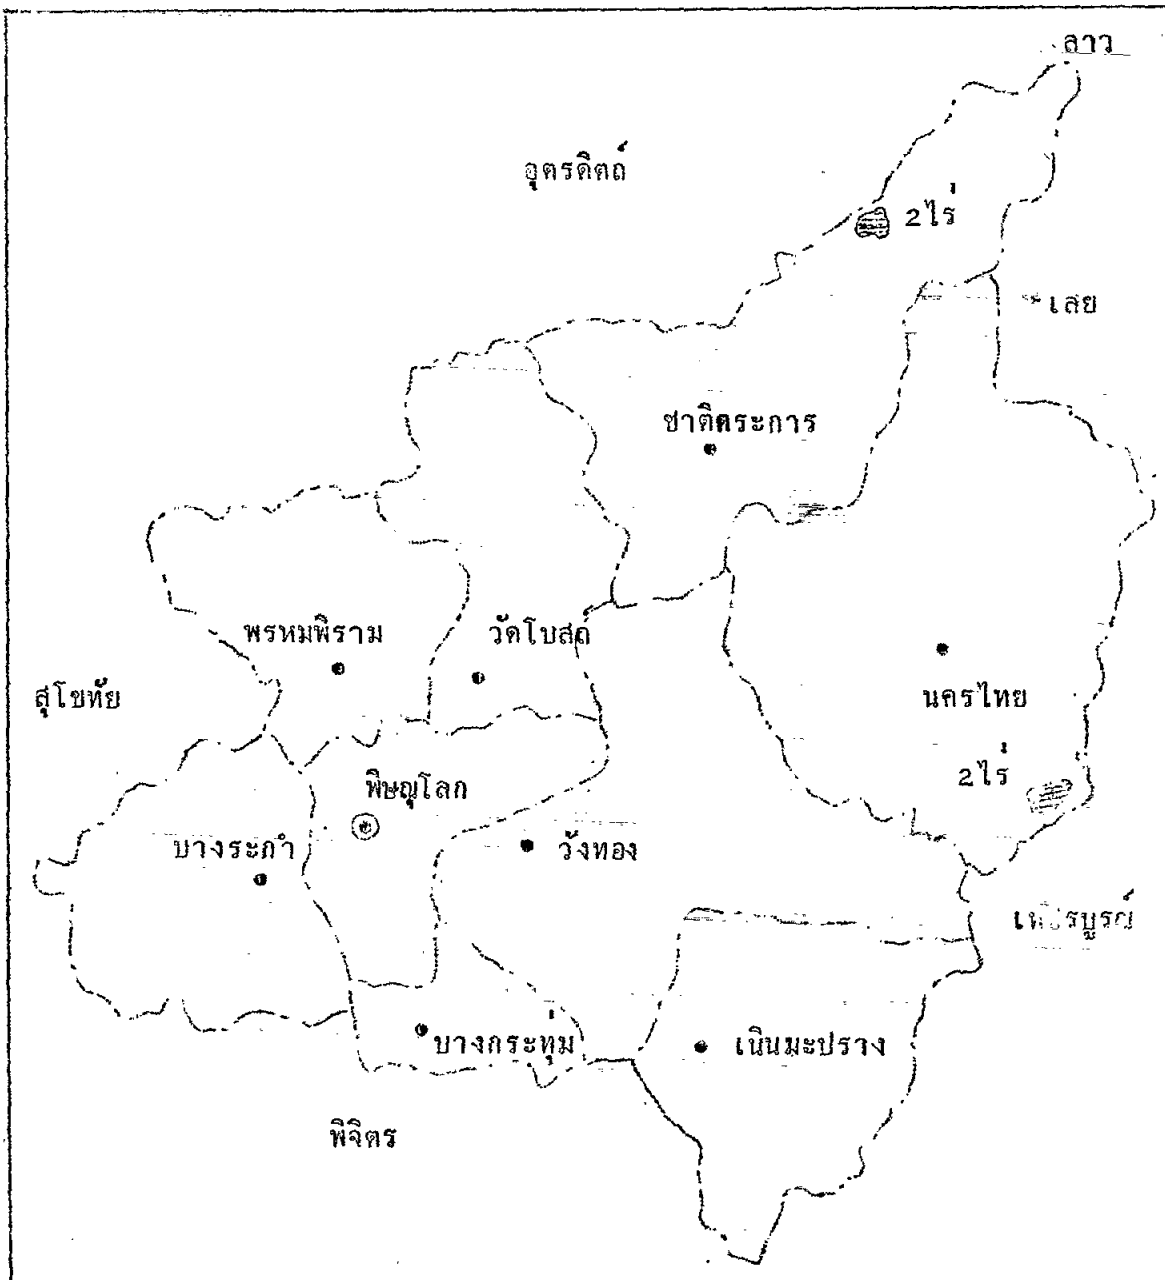 ลาว
อุตรดิตถ์
2ไร่
เลย
ชาติตระการ
พรหมพิราม
วัดโบสถ
สุโขทัย
นครไทย
2ไร่
พิษณุโลก
บางระกำ
วังทอง
บางกระทุ่ม
เนินมะปราง
พิจิตร